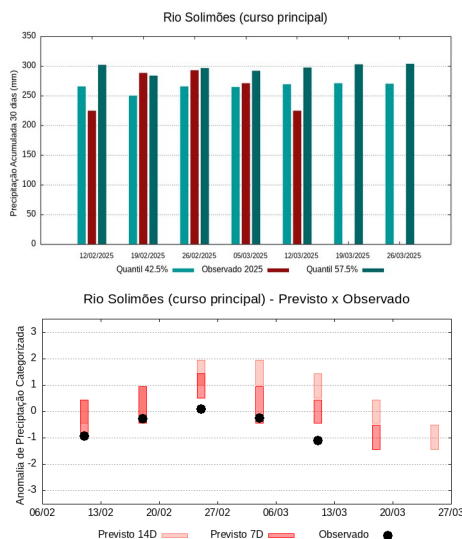 Rio Solimões (curso principal)
Precipitação Acumulada 30 dias (mm)
350
300
250
200
150
100
50
0
12/02/2025 19/02/2025 26/02/2025 05/03/2025 12/03/2025 19/03/2025 26/03/2025
Quantil 42.5% Observado 2025 Quantil 57.5%
Rio Solimões (curso principal) - Previsto x Observado
Anomalia de Precipitação Categorizada
3
2
1
0
-1
-2
-3
06/02 13/02 20/02 27/02 06/03 13/03 20/03 27/03
Previsto 14D Previsto 7D Observado